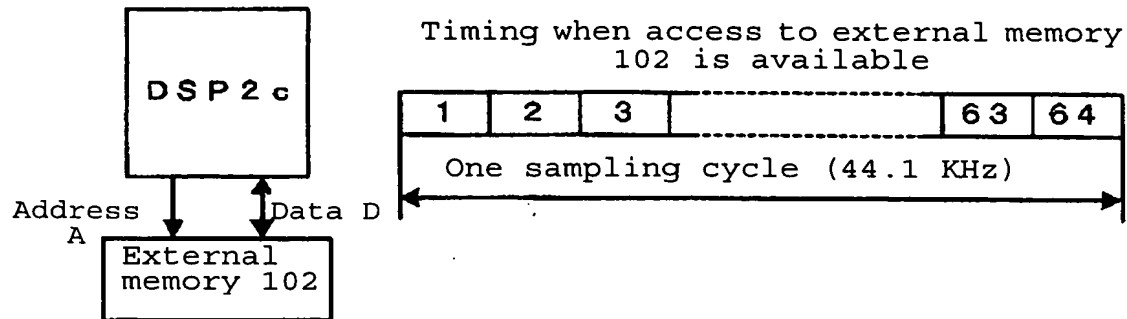 DSP2c
Address
A
Data D
External
memory 102
Timing when access to external memory
102 is available
1 2 3 63 64
One sampling cycle (44.1 KHz)